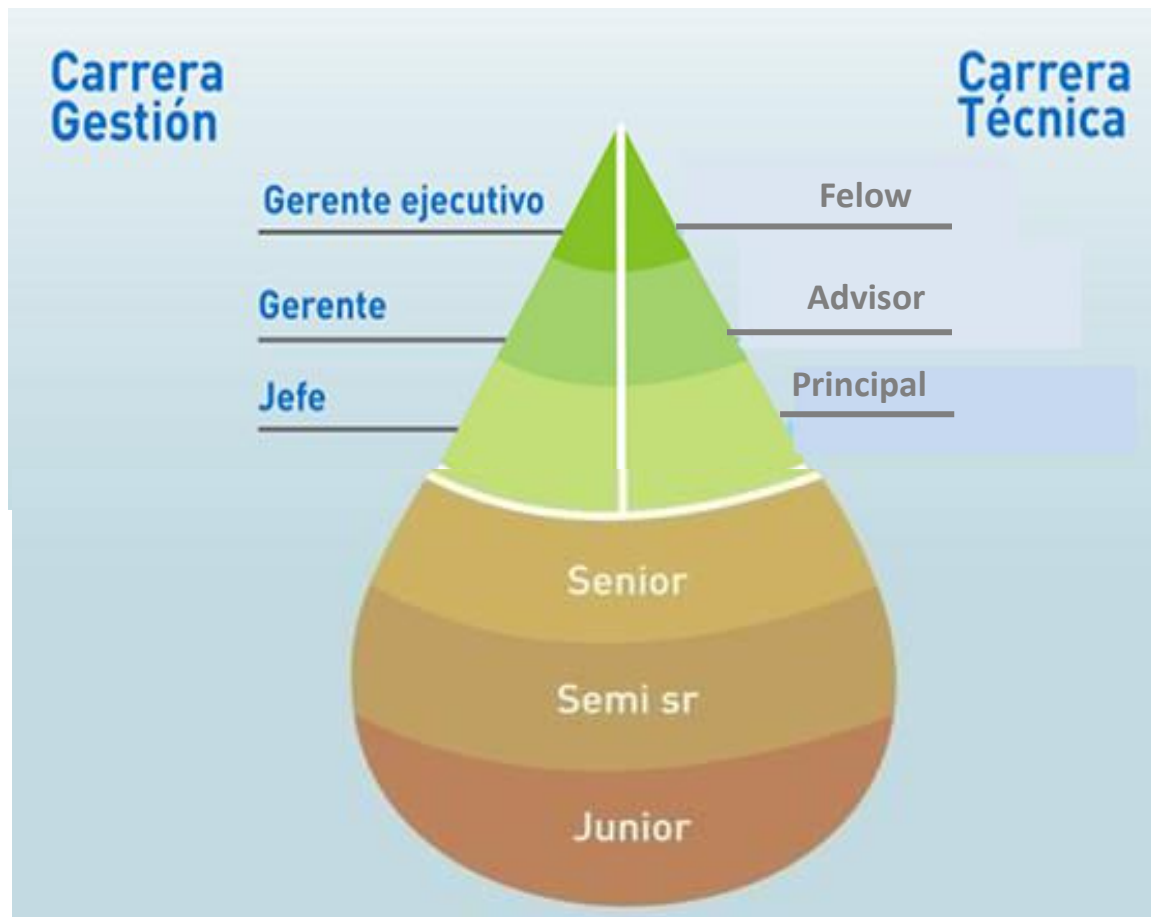 Carrera
Gestión
Carrera
Técnica
Gerente ejecutivo
Felow
Gerente
Advisor
Jefe
Principal
Senior
Semi sr
Junior